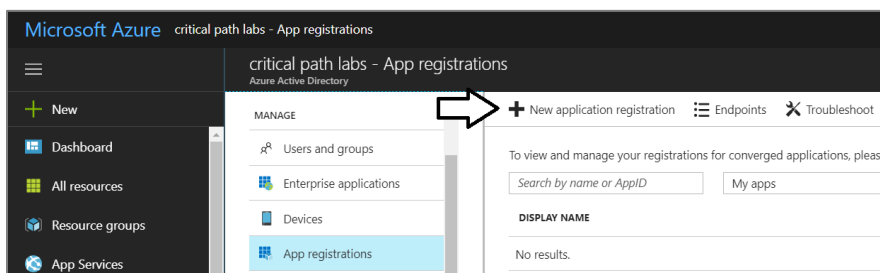 Microsoft Azure critical path labs - App registrations
critical path labs - App registrations
Azure Active Directory
New
Dashboard
All resources
Resource groups
App Services
MANAGE
Users and groups
Enterprise applications
Devices
App registrations
New application registration Endpoints Troubleshoot
To view and manage your registrations for converged applications, pleas
Search by name or AppID My apps
DISPLAY NAME
No results.